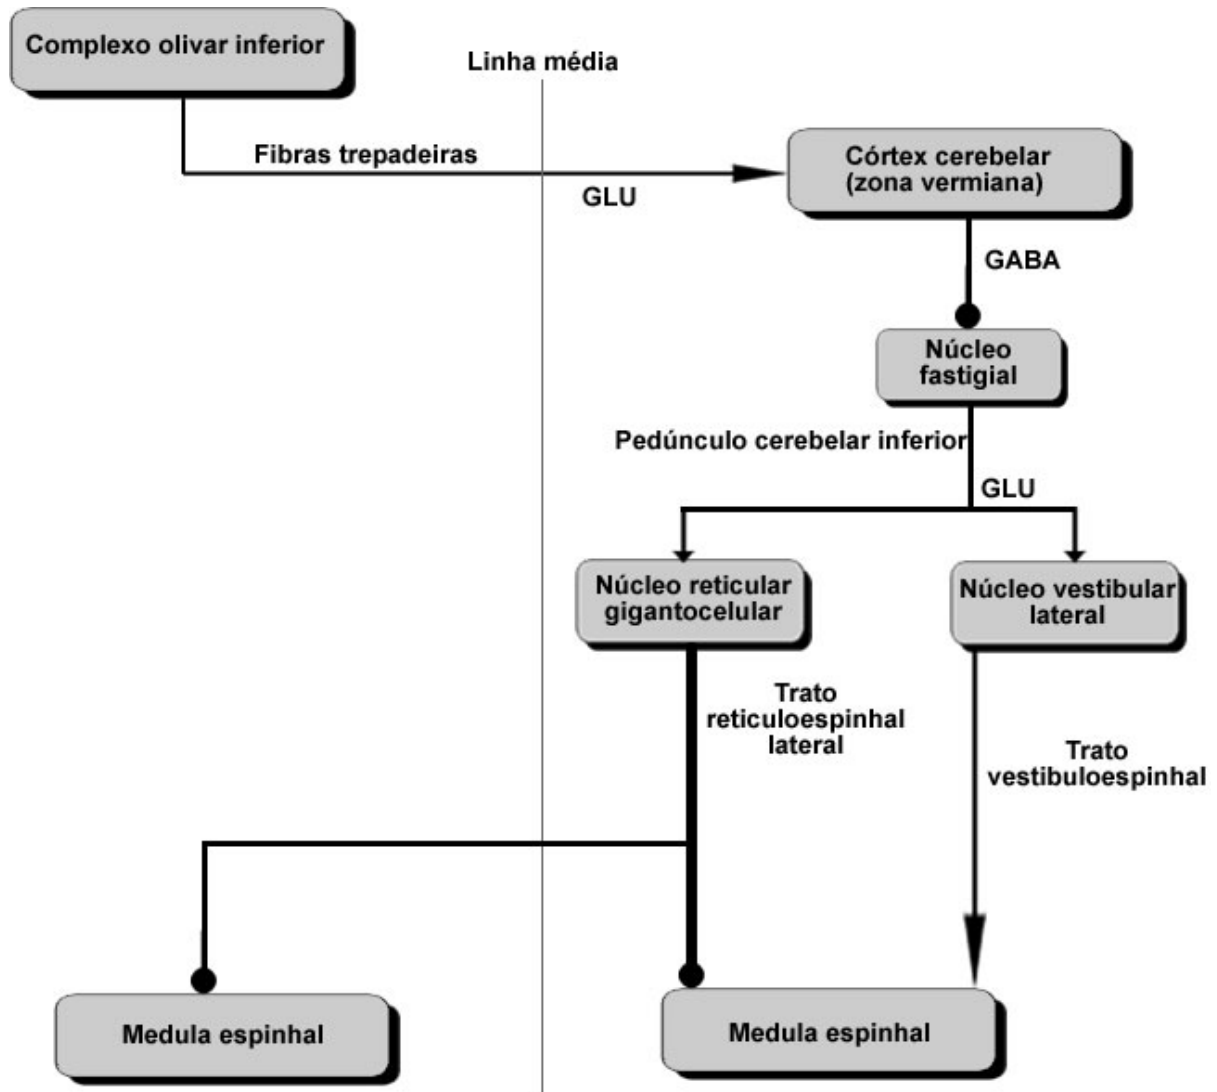 Complexo olivar inferior
Linha média
Fibras trepadeiras
GLU
Córtex cerebelar
(zona vermiana)
GABA
Núcleo
fastigial
Pedúnculo cerebelar inferior
GLU
Núcleo reticular
gigantocelular
Núcleo vestibular
lateral
Trato
reticuloespinhal
lateral
Trato
vestibuloespinhal
Medula espinhal
Medula espinhal